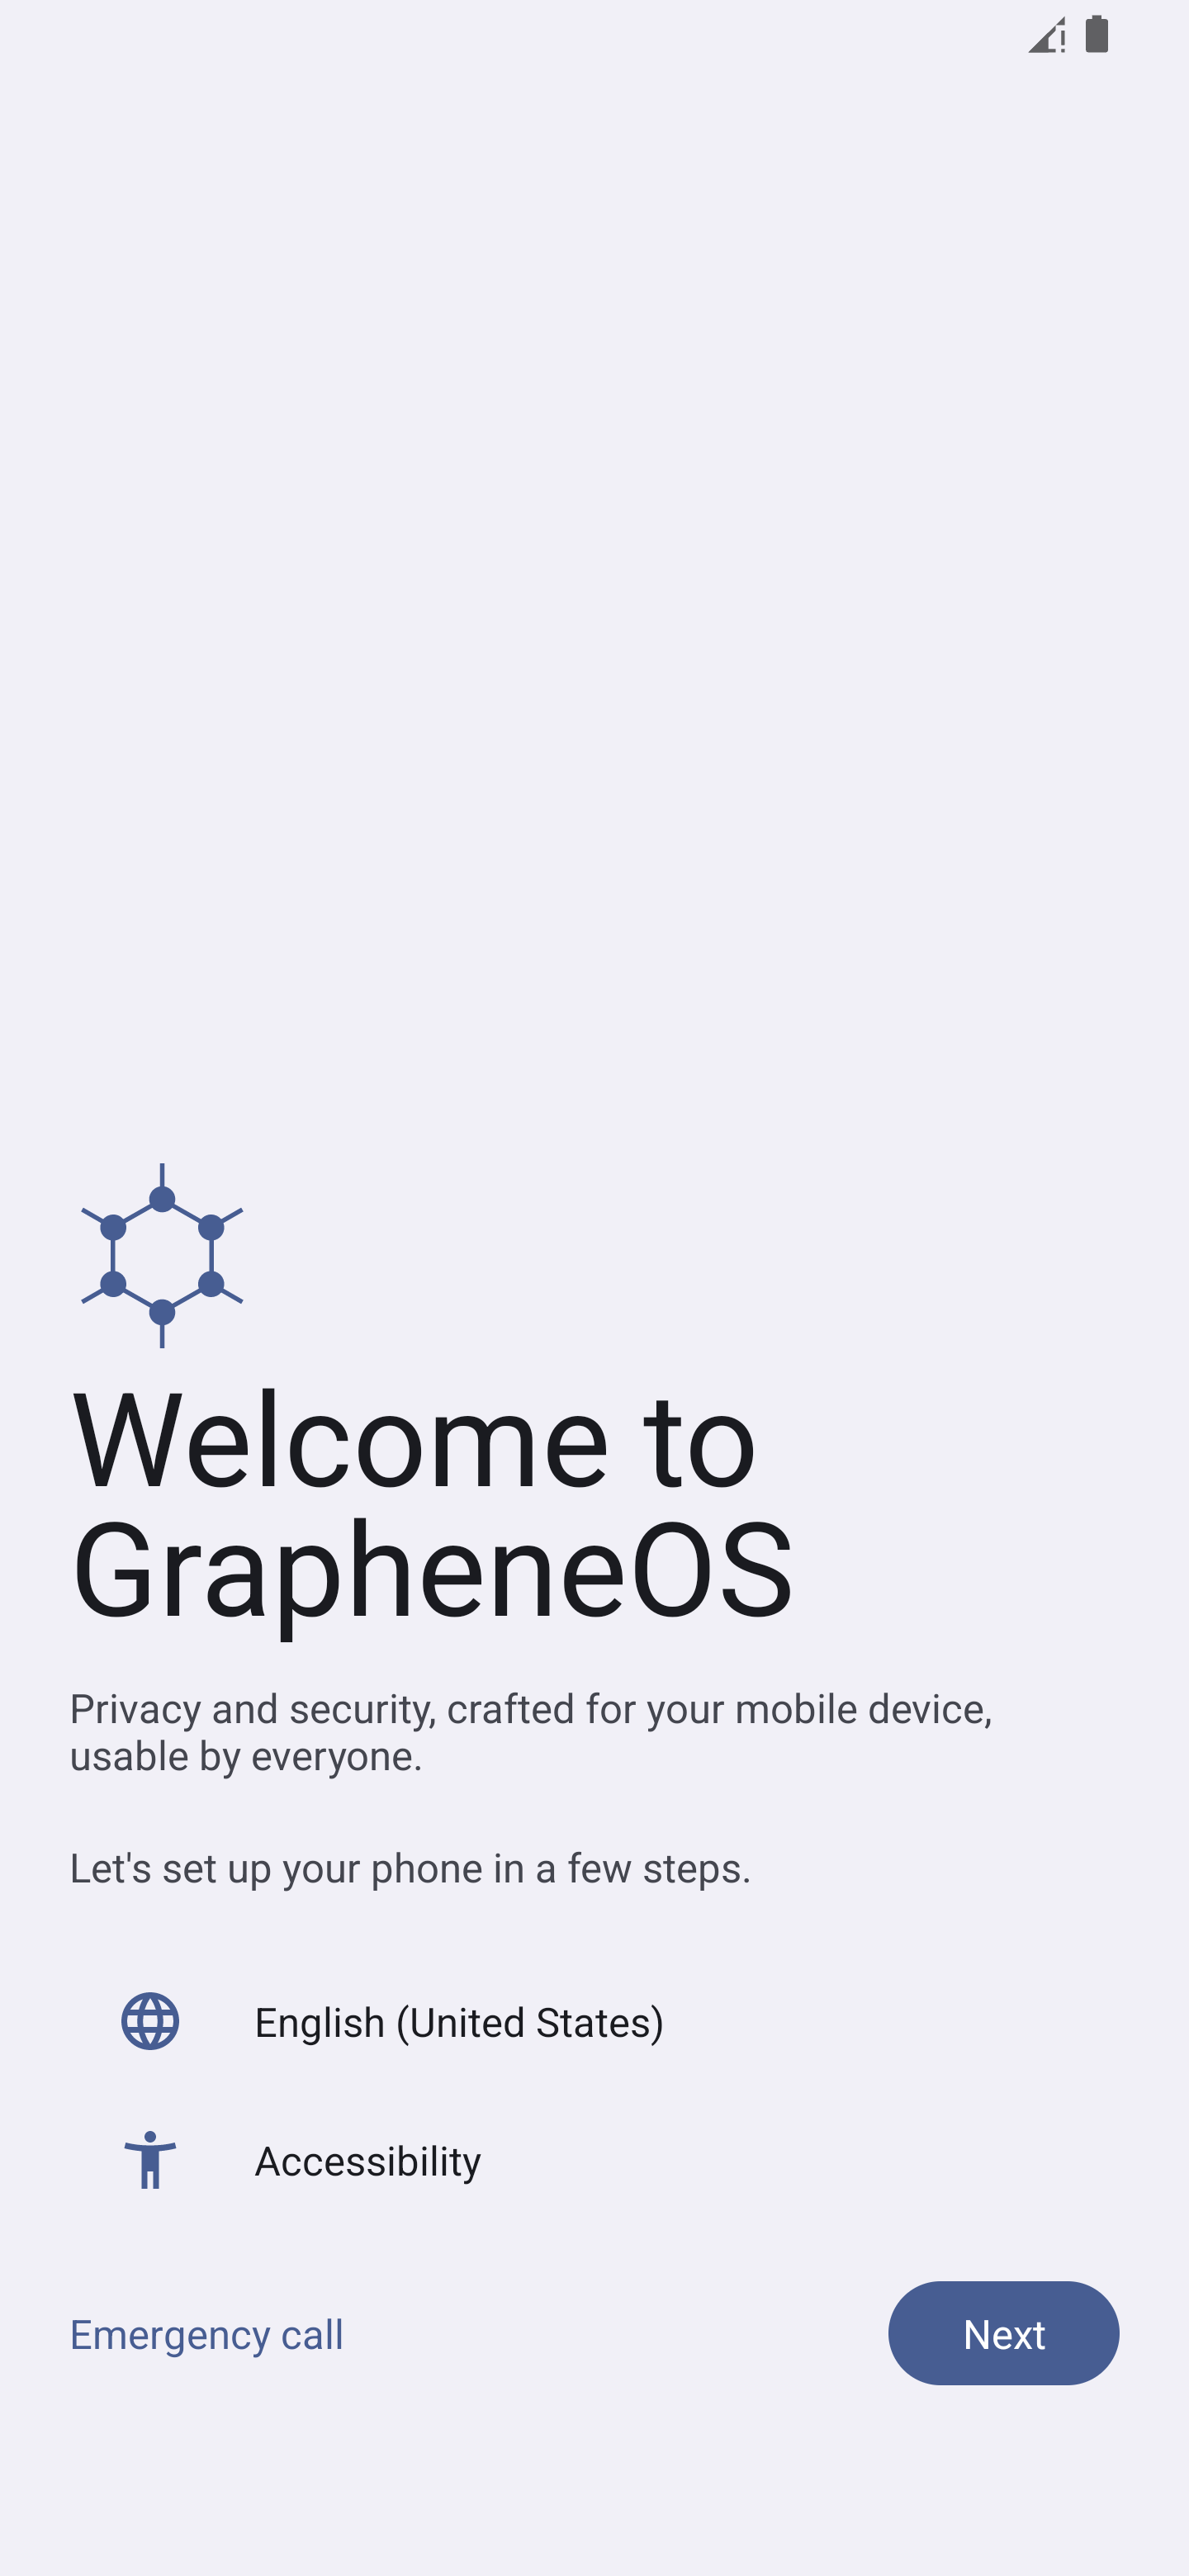 Welcome to
GrapheneOS
Privacy and security, crafted for your mobile device,
usable by everyone.
Let's set up your phone in a few steps.
English (United States)
Accessibility
Emergency call
Next